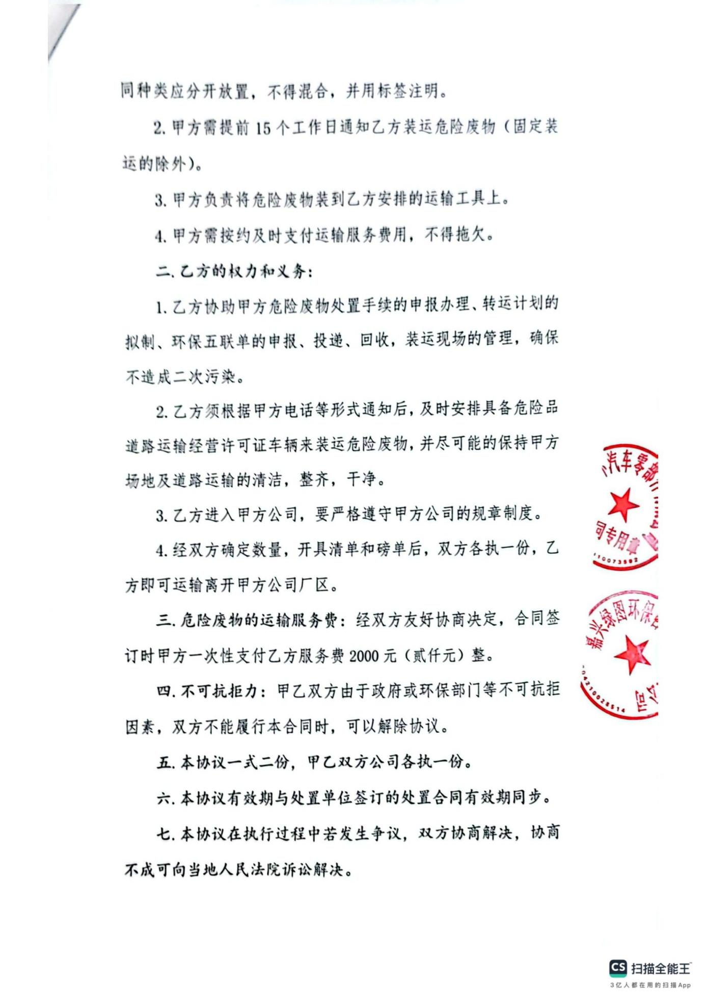 同种类应分开放置，不得混合，并用标签注明。
2.甲方需提前 15 个工作日通知乙方装运危险废物（固定装
运的除外）。
3.甲方负责将危险废物装到乙方安排的运输工具上。
4.甲方需按约及时支付运输服务费用，不得拖欠。
二.乙方的权力和义务：
1.乙方协助甲方危险废物处置手续的申报办理、转运计划的
拟制、环保五联单的申报、投递、回收，装运现场的管理，确保
不造成二次污染。
2.乙方须根据甲方电话等形式通知后，及时安排具备危险品
道路运输经营许可证车辆来装运危险废物，并尽可能的保持甲方
场地及道路运输的清洁，整齐，干净。
3.乙方进入甲方公司，要严格遵守甲方公司的规章制度。
4.经双方确定数量，开具清单和磅单后，双方各执一份，乙
方即可运输离开甲方公司厂区。
三.危险废物的运输服务费：经双方友好协商决定，合同签
订时甲方一次性支付乙方服务费 2000 元（贰仟元）整。
四.不可抗拒力：甲乙双方由于政府或环保部门等不可抗拒
因素，双方不能履行本合同时，可以解除协议。
五.本协议一式二份，甲乙双方公司各执一份。
六.本协议有效期与处置单位签订的处置合同有效期同步。
七.本协议在执行过程中若发生争议，双方协商解决，协商
不成可向当地人民法院诉讼解决。
汽车零部
司专用章
10073592
嘉兴绿图环保
公司
04210028514
CS 扫描全能王
3亿人都在用的扫描App